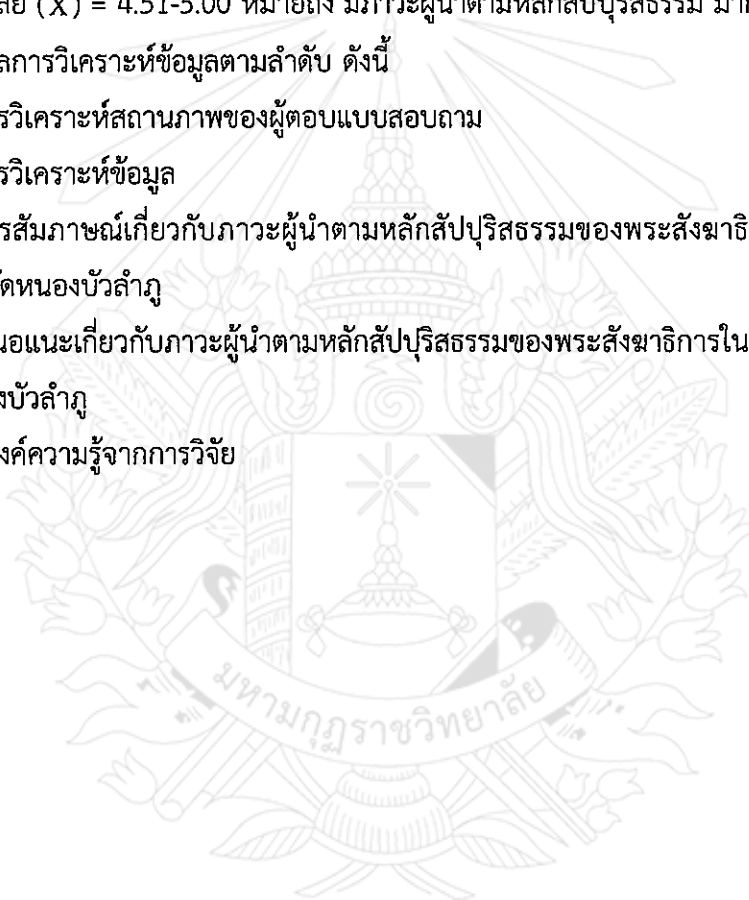 ลี่ย (X̄) = 4.51-5.00 หมายถึง มีภาวะผู้นำตามหลักสัปปุริสธรรม
ลการวิเคราะห์ข้อมูลตามลำดับ ดังนี้
รวิเคราะห์สถานภาพของผู้ตอบแบบสอบถาม
รวิเคราะห์ข้อมูล
รสัมภาษณ์เกี่ยวกับภาวะผู้นำตามหลักสัปปุริสธรรมของพระสังฆาธิ
ัดหนองบัวลำภู
นอแนะเกี่ยวกับภาวะผู้นำตามหลักสัปปุริสธรรมของพระสังฆาธิการใน
งบัวลำภู
งค์ความรู้จากการวิจัย
มหามกุฏราชวิทยาลัย